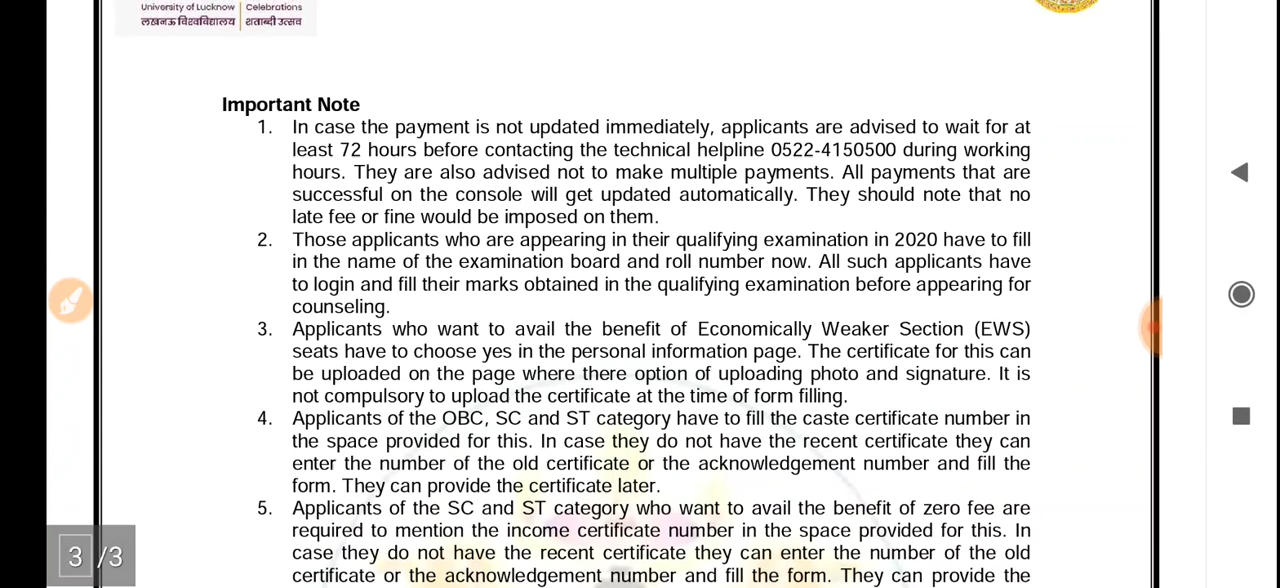 University of Lucknow | Celebrations
लखनऊ विश्वविद्यालय | शताब्दी उत्सव
Important Note
1. In case the payment is not updated immediately, applicants are advised to wait for at
least 72 hours before contacting the technical helpline 0522-4150500 during working
hours. They are also advised not to make multiple payments. All payments that are
successful on the console will get updated automatically. They should note that no
late fee or fine would be imposed on them.
2. Those applicants who are appearing in their qualifying examination in 2020 have to fill
in the name of the examination board and roll number now. All such applicants have
to login and fill their marks obtained in the qualifying examination before appearing for
counseling.
3. Applicants who want to avail the benefit of Economically Weaker Section (EWS)
seats have to choose yes in the personal information page. The certificate for this can
be uploaded on the page where there option of uploading photo and signature. It is
not compulsory to upload the certificate at the time of form filling.
4. Applicants of the OBC, SC and ST category have to fill the caste certificate number in
the space provided for this. In case they do not have the recent certificate they can
enter the number of the old certificate or the acknowledgement number and fill the
form. They can provide the certificate later.
5. Applicants of the SC and ST category who want to avail the benefit of zero fee are
required to mention the income certificate number in the space provided for this. In
case they do not have the recent certificate they can enter the number of the old
certificate or the acknowledgement number and fill the form. They can provide the
3 /3